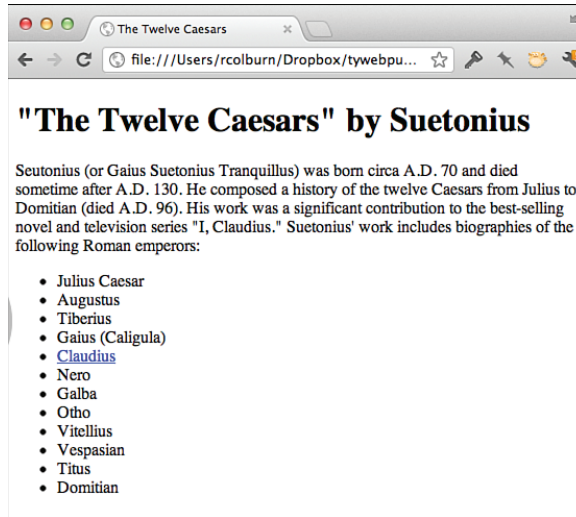 The Twelve Caesars
file:///Users/rcolburn/Dropbox/tywebpu...
"The Twelve Caesars" by Suetonius
Seutonius (or Gaius Suetonius Tranquillus) was born circa A.D. 70 and died
sometime after A.D. 130. He composed a history of the twelve Caesars from Julius to
Domitian (died A.D. 96). His work was a significant contribution to the best-selling
novel and television series "I, Claudius." Suetonius' work includes biographies of the
following Roman emperors:
Julius Caesar
Augustus
Tiberius
Gaius (Caligula)
Claudius
Nero
Galba
Otho
Vitellius
Vespasian
Titus
Domitian